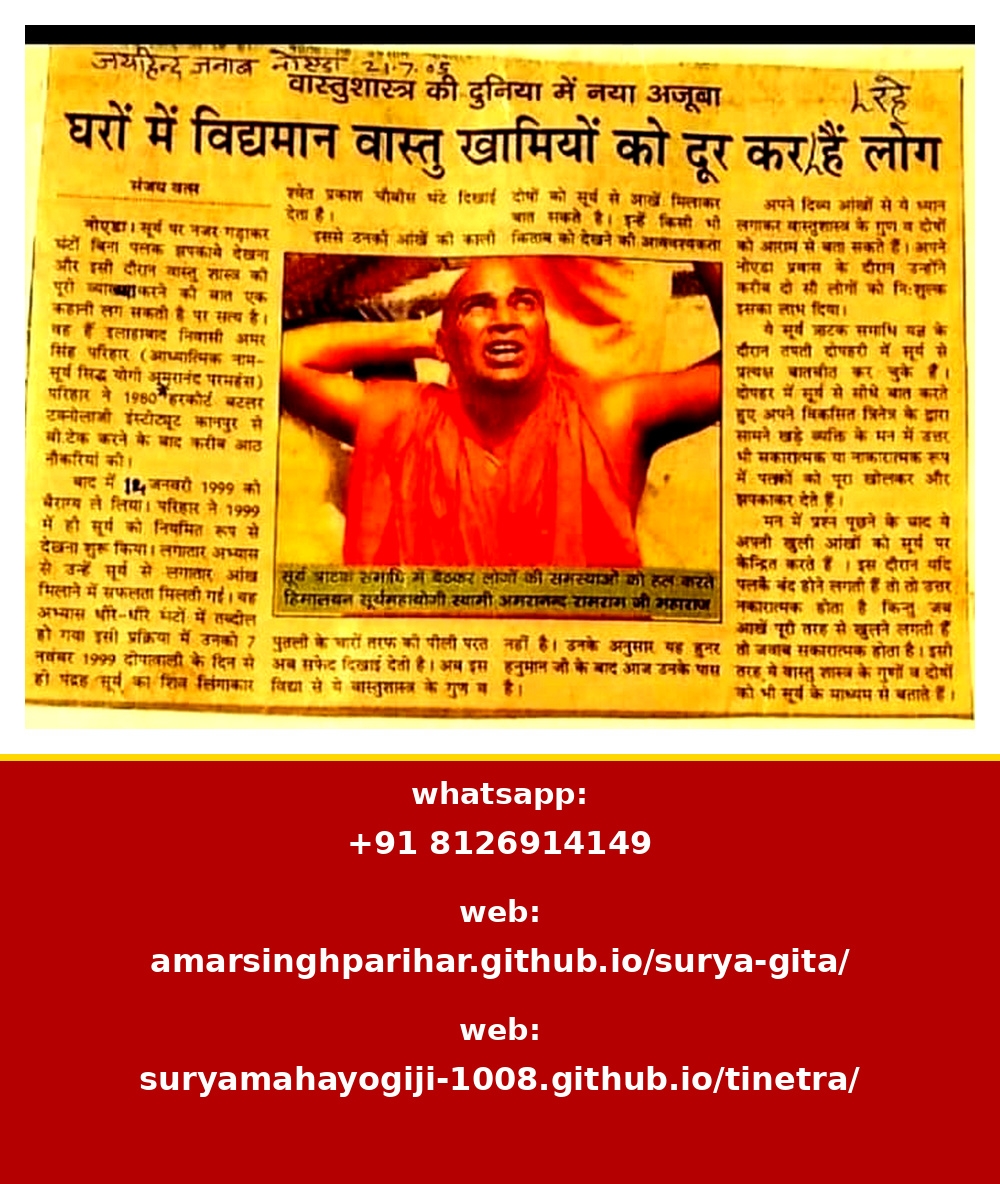 जयहिन्द जनाब नोएडा 21.7.05
वास्तुशास्त्र की दुनिया में नया अजूबा
रहे
घरों में विद्यमान वास्तु खामियों को दूर कर हैं लोग
संजय वत्स
नोएडा। सूर्य पर नजर गड़ाकर
घंटों बिना पलक झपकाये देखना
और इसी दौरान वास्तु शास्त्र की
पूरी व्याख्या करने की बात एक
कहानी लग सकती है पर सत्य है।
वह हैं इलाहाबाद निवासी अमर
सिंह परिहार (आध्यात्मिक नाम-
सूर्य सिद्ध योगी अमरानंद परमहंस)
परिहार ने 1980 हरकोर्ट बटलर
टक्नोलाजी इंस्टीट्यूट कानपुर से
बी.टेक करने के बाद करीब आठ
नौकरियां की।
बाद में 14 जनवरी 1999 को
बैराग्य ले लिया। परिहार ने 1999
में ही सूर्य को नियमित रूप से
देखना शुरू किया। लगातार अभ्यास
से उन्हें सूर्य से लगातार आंख
मिलाने में सफलता मिलती गई। वह
अभ्यास धीरे-धीरे घंटों में तब्दील
हो गया इसी प्रक्रिया में उनको 7
नवंबर 1999 दीपावाली के दिन से
ही पंद्रह सूर्य का शिव लिंगाकार
श्वेत प्रकाश चौबीस घंटे दिखाई
देता है।
इससे उनकी आंखें की काली
दोषों को सूर्य से आखें मिलाकर
बात सकते है। इन्हें किसी भी
किताब को देखने की आवश्यकता
सूर्य त्राटक समाधि में बैठकर लोगों की समस्याओं को हल करते
हिमालयन सूर्यमहायोगी स्वामी अमरानन्द रामराम जी महाराज
पुतली के चारों तरफ की पीली परत
अब सफेद दिखाई देती है। अब इस
विद्या से ये वास्तुशास्त्र के गुण व
नहीं है। उनके अनुसार यह हुनर
हनुमान जी के बाद आज उनके पास
है।
अपने दिव्य आंखों से ये ध्यान
लगाकर वास्तुशास्त्र के गुण व दोषों
को आराम से बता सकते हैं। अपने
नोएडा प्रवास के दौरान उन्होंने
करीब दो सौ लोगों को निःशुल्क
इसका लाभ दिया।
ये सूर्य त्राटक समाधि यज्ञ के
दौरान तपती दोपहरी में सूर्य से
प्रत्यक्ष बातचीत कर चुके हैं।
दोपहर में सूर्य से सीधे बात करते
हुए अपने विकसित त्रिनेत्र के द्वारा
सामने खड़े व्यक्ति के मन में उत्तर
भी सकारात्मक या नाकारात्मक रूप
में पलकों को पूरा खोलकर और
झपकाकर देते हैं।
मन में प्रश्न पूछने के बाद ये
अपनी खुली आंखों को सूर्य पर
केन्द्रित करते हैं । इस दौरान यदि
पलकें बंद होने लगती हैं तो तो उत्तर
नकारात्मक होता है किन्तु जब
आखें पूरी तरह से खुलने लगती हैं
तो जवाब सकारात्मक होता है। इसी
तरह ये वास्तु शास्त्र के गुणों व दोषों
को भी सूर्य के माध्यम से बताते हैं।
whatsapp:
+91 8126914149
web:
amarsinghparihar.github.io/surya-gita/
web:
suryamahayogiji-1008.github.io/tinetra/